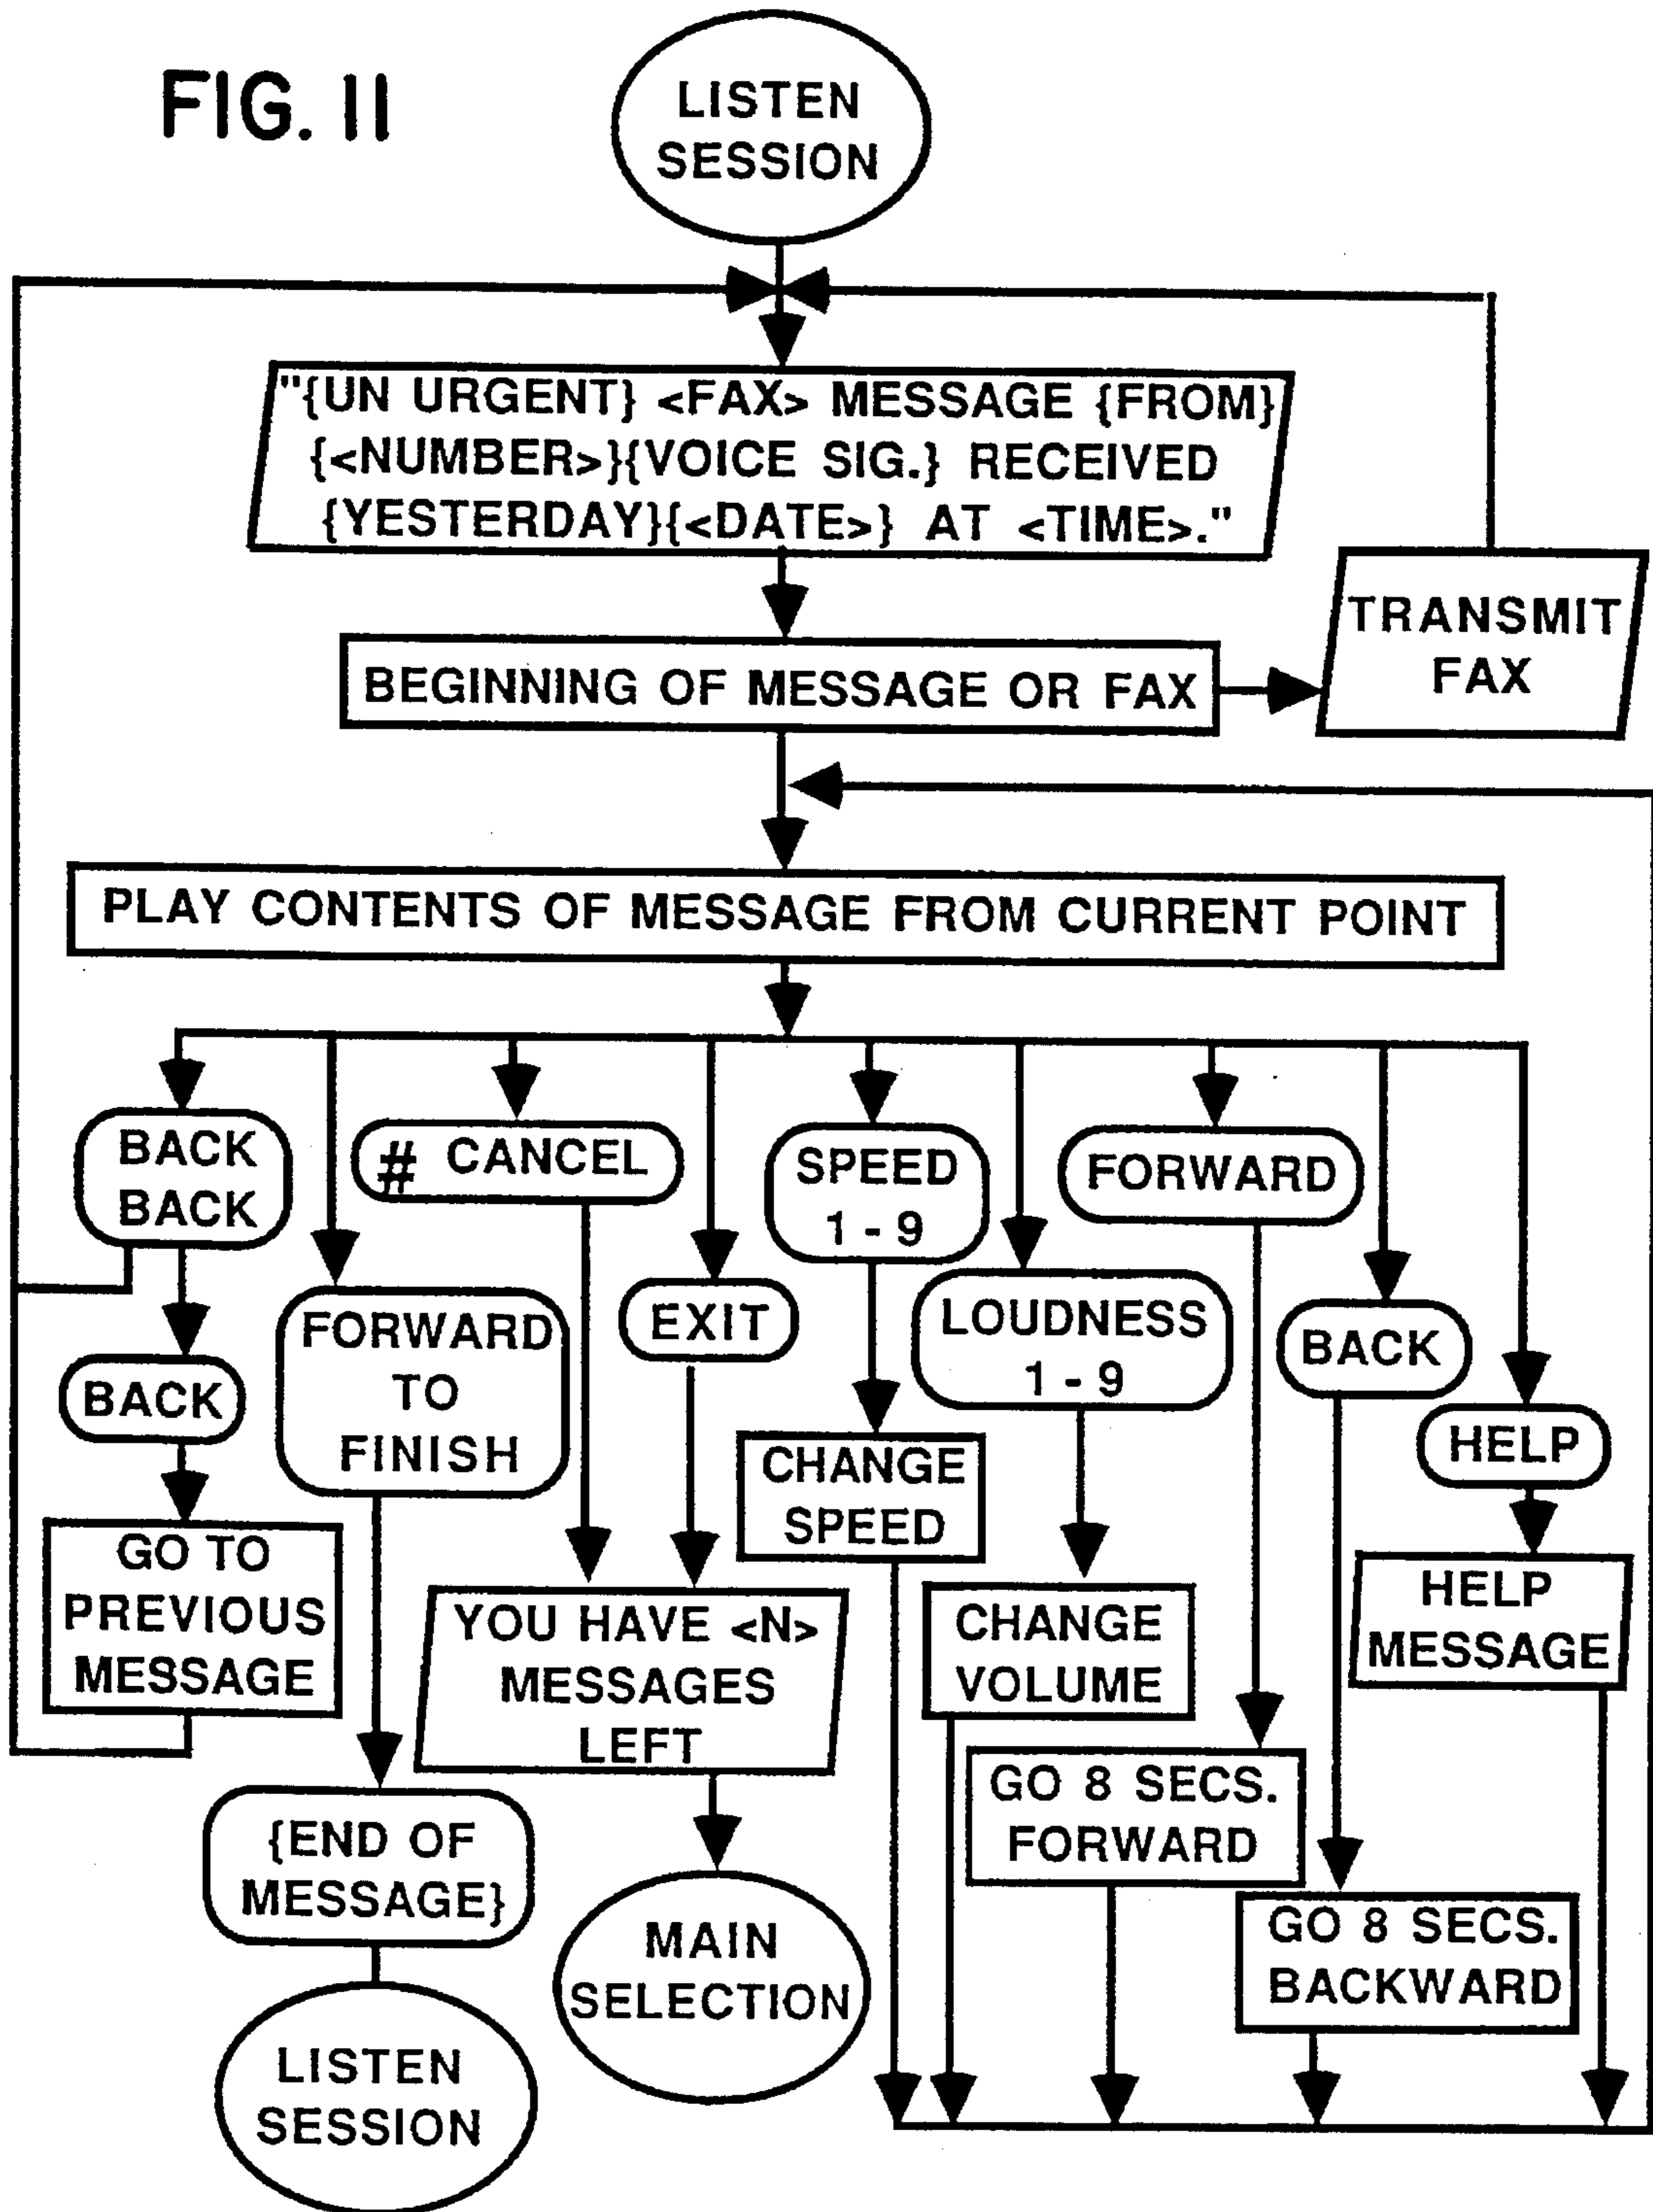 FIG. 11
LISTEN
SESSION
"{UN URGENT} <FAX> MESSAGE {FROM}
{<NUMBER>}{VOICE SIG.} RECEIVED
{YESTERDAY}{<DATE>} AT <TIME>."
TRANSMIT
FAX
BEGINNING OF MESSAGE OR FAX
PLAY CONTENTS OF MESSAGE FROM CURRENT POINT
BACK
BACK
# CANCEL
SPEED
1 - 9
FORWARD
FORWARD
TO
FINISH
EXIT
LOUDNESS
1 - 9
BACK
BACK
HELP
CHANGE
SPEED
GO TO
PREVIOUS
MESSAGE
YOU HAVE <N>
MESSAGES
LEFT
CHANGE
VOLUME
HELP
MESSAGE
GO 8 SECS.
FORWARD
{END OF
MESSAGE}
MAIN
SELECTION
GO 8 SECS.
BACKWARD
LISTEN
SESSION